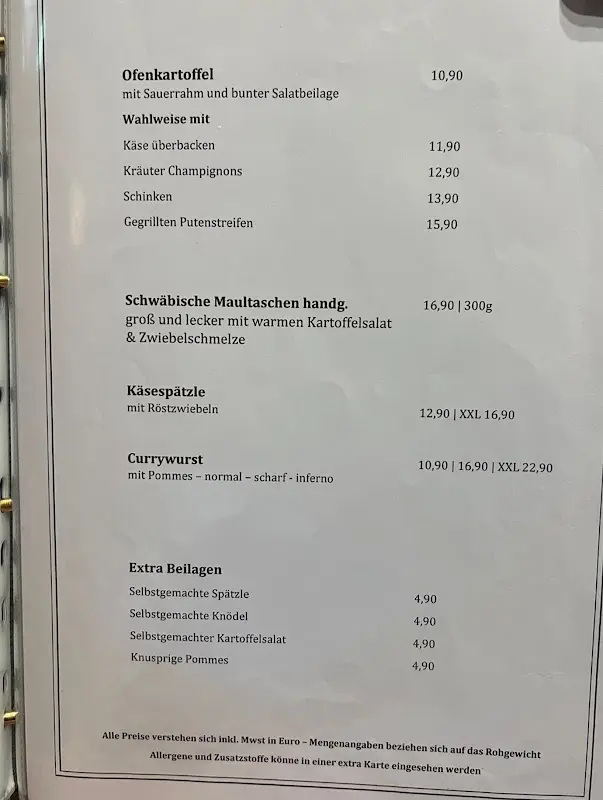 Ofenkartoffel 10,90
mit Sauerrahm und bunter Salatbeilage
Wahlweise mit
Käse überbacken 11,90
Kräuter Champignons 12,90
Schinken 13,90
Gegrillten Putenstreifen 15,90
Schwäbische Maultaschen handg. 16,90 | 300g
groß und lecker mit warmen Kartoffelsalat
& Zwiebelschmelze
Käsespätzle
mit Röstzwiebeln 12,90 | XXL 16,90
Currywurst 10,90 | 16,90 | XXL 22,90
mit Pommes – normal – scharf - inferno
Extra Beilagen
Selbstgemachte Spätzle 4,90
Selbstgemachte Knödel 4,90
Selbstgemachter Kartoffelsalat 4,90
Knusprige Pommes 4,90
Alle Preise verstehen sich inkl. Mwst in Euro – Mengenangaben beziehen sich auf das Rohgewicht
Allergene und Zusatzstoffe könne in einer extra Karte eingesehen werden